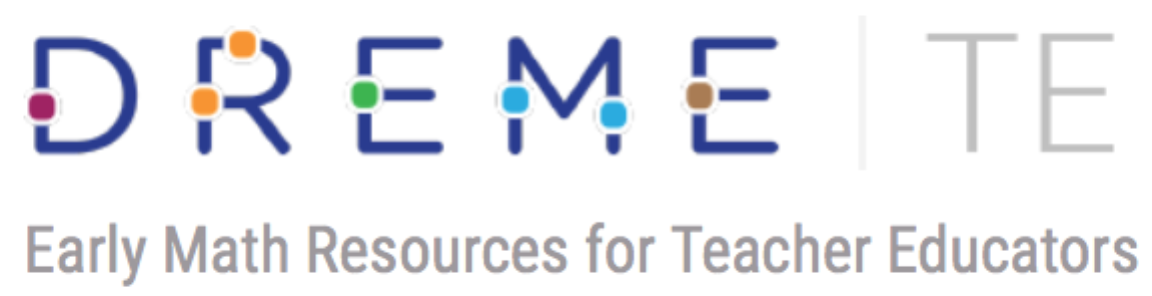 DREME | TE
Early Math Resources for Teacher Educators